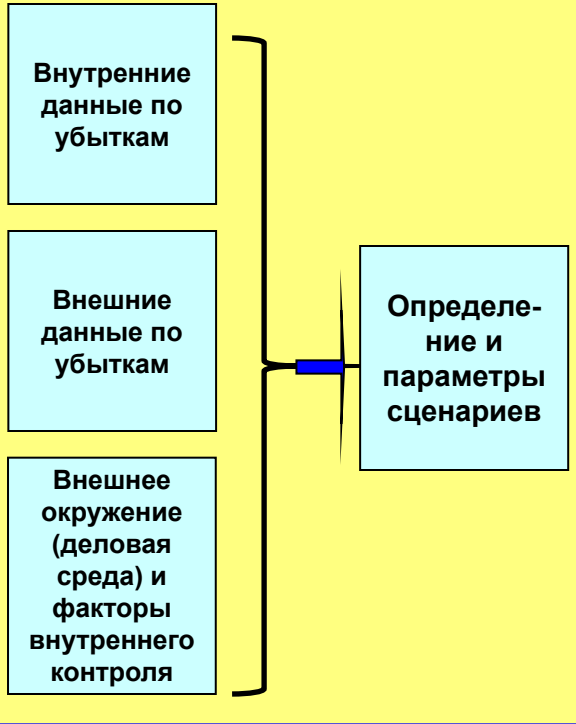 Внутренние
данные по
убыткам
Внешние
данные по
убыткам
Внешнее
окружение
(деловая
среда) и
факторы
внутреннего
контроля
Определе-
ние и
параметры
сценариев